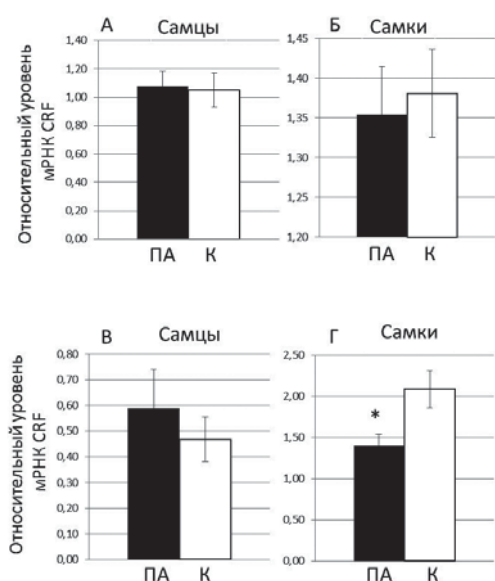 А Самцы
Относительный уровень
мРНК CRF
1,40
1,20
1,00
0,80
0,60
0,40
0,20
0,00
ПА К
Б Самки
1,45
1,40
1,35
1,30
1,25
1,20
ПА К
В Самцы
Относительный уровень
мРНК CRF
0,80
0,70
0,60
0,50
0,40
0,30
0,20
0,10
0,00
ПА К
Г Самки
2,50
2,00
1,50
1,00
0,50
0,00
*
ПА К